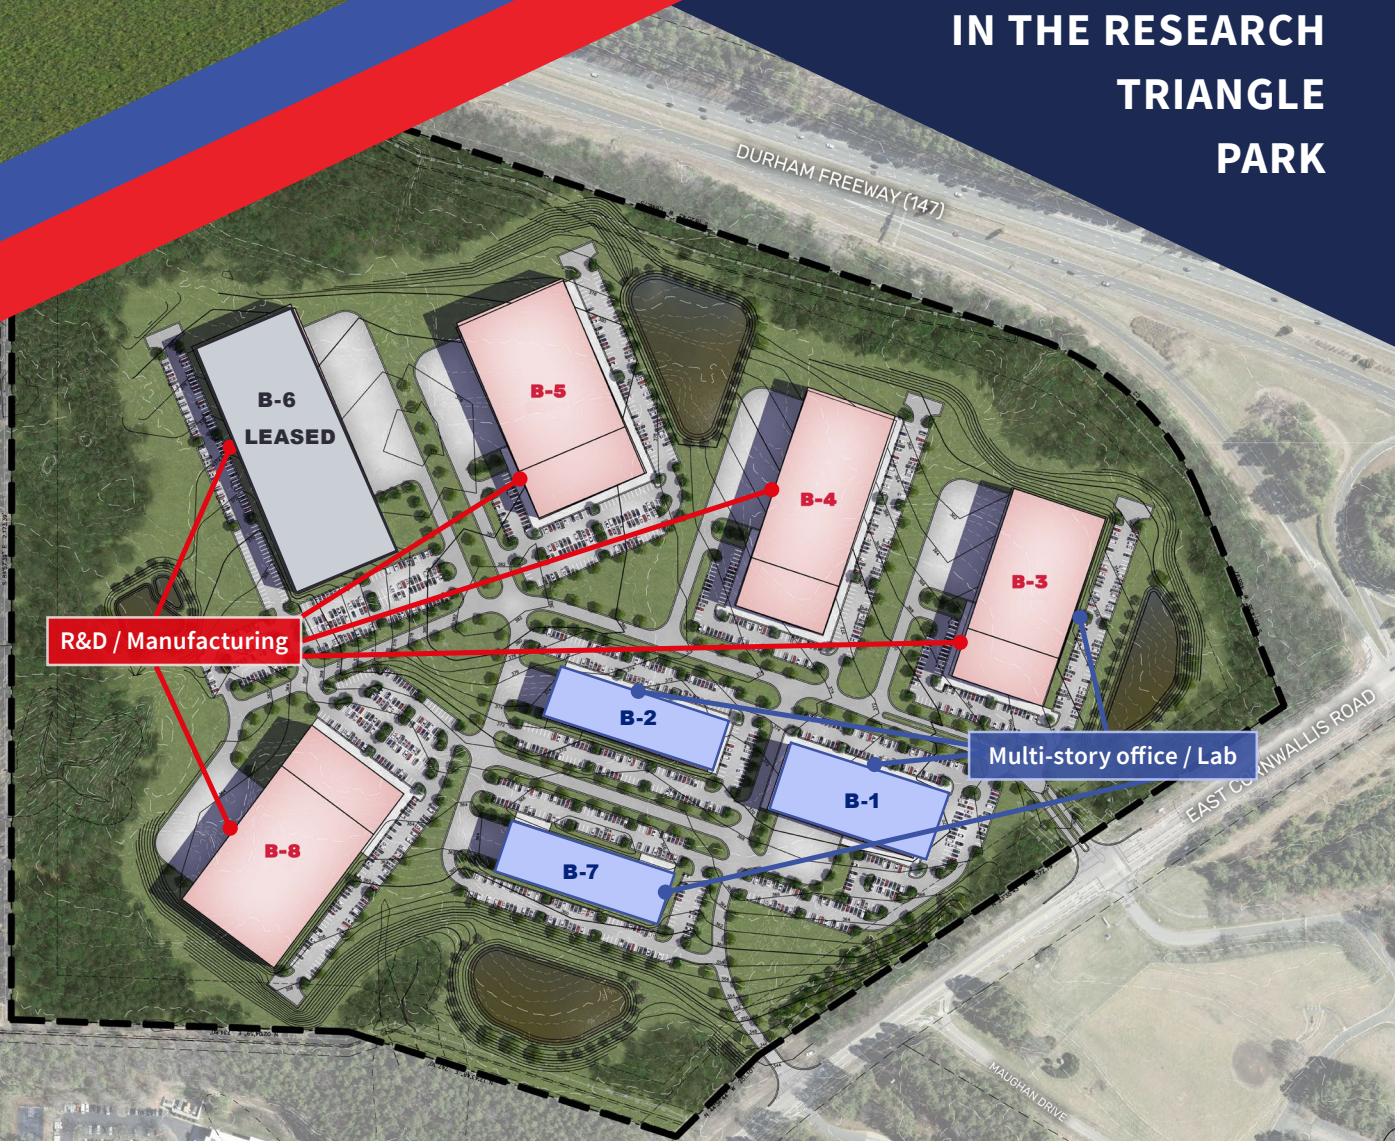 IN THE RESEARCH
TRIANGLE
PARK
DURHAM FREEWAY (147)
B-6
LEASED
B-5
B-4
B-3
R&D / Manufacturing
B-2
Multi-story office / Lab
B-1
EAST CORNWALLIS ROAD
B-8
B-7
MAUGHAN DRIVE